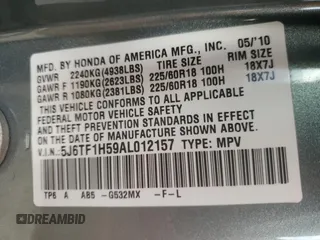 MFD. BY HONDA OF AMERICA MFG., INC. 05/'10
GVWR 2240KG(4938LBS) TIRE SIZE RIM SIZE
GAWR F 1190KG(2623LBS) 225/60R18 100H 18X7J
GAWR R 1080KG(2381LBS) 225/60R18 100H 18X7J
THIS VEHICLE CONFORMS TO ALL APPLICABLE
FEDERAL MOTOR VEHICLE SAFETY AND
THEFT PREVENTION STANDARDS IN EFFECT
ON THE DATE OF MANUFACTURE SHOWN ABOVE.
V.I.N. 5J6TF1H59AL012157 TYPE: MPV
TP6 A AB5 -G532MX -F-L
DREAMBID